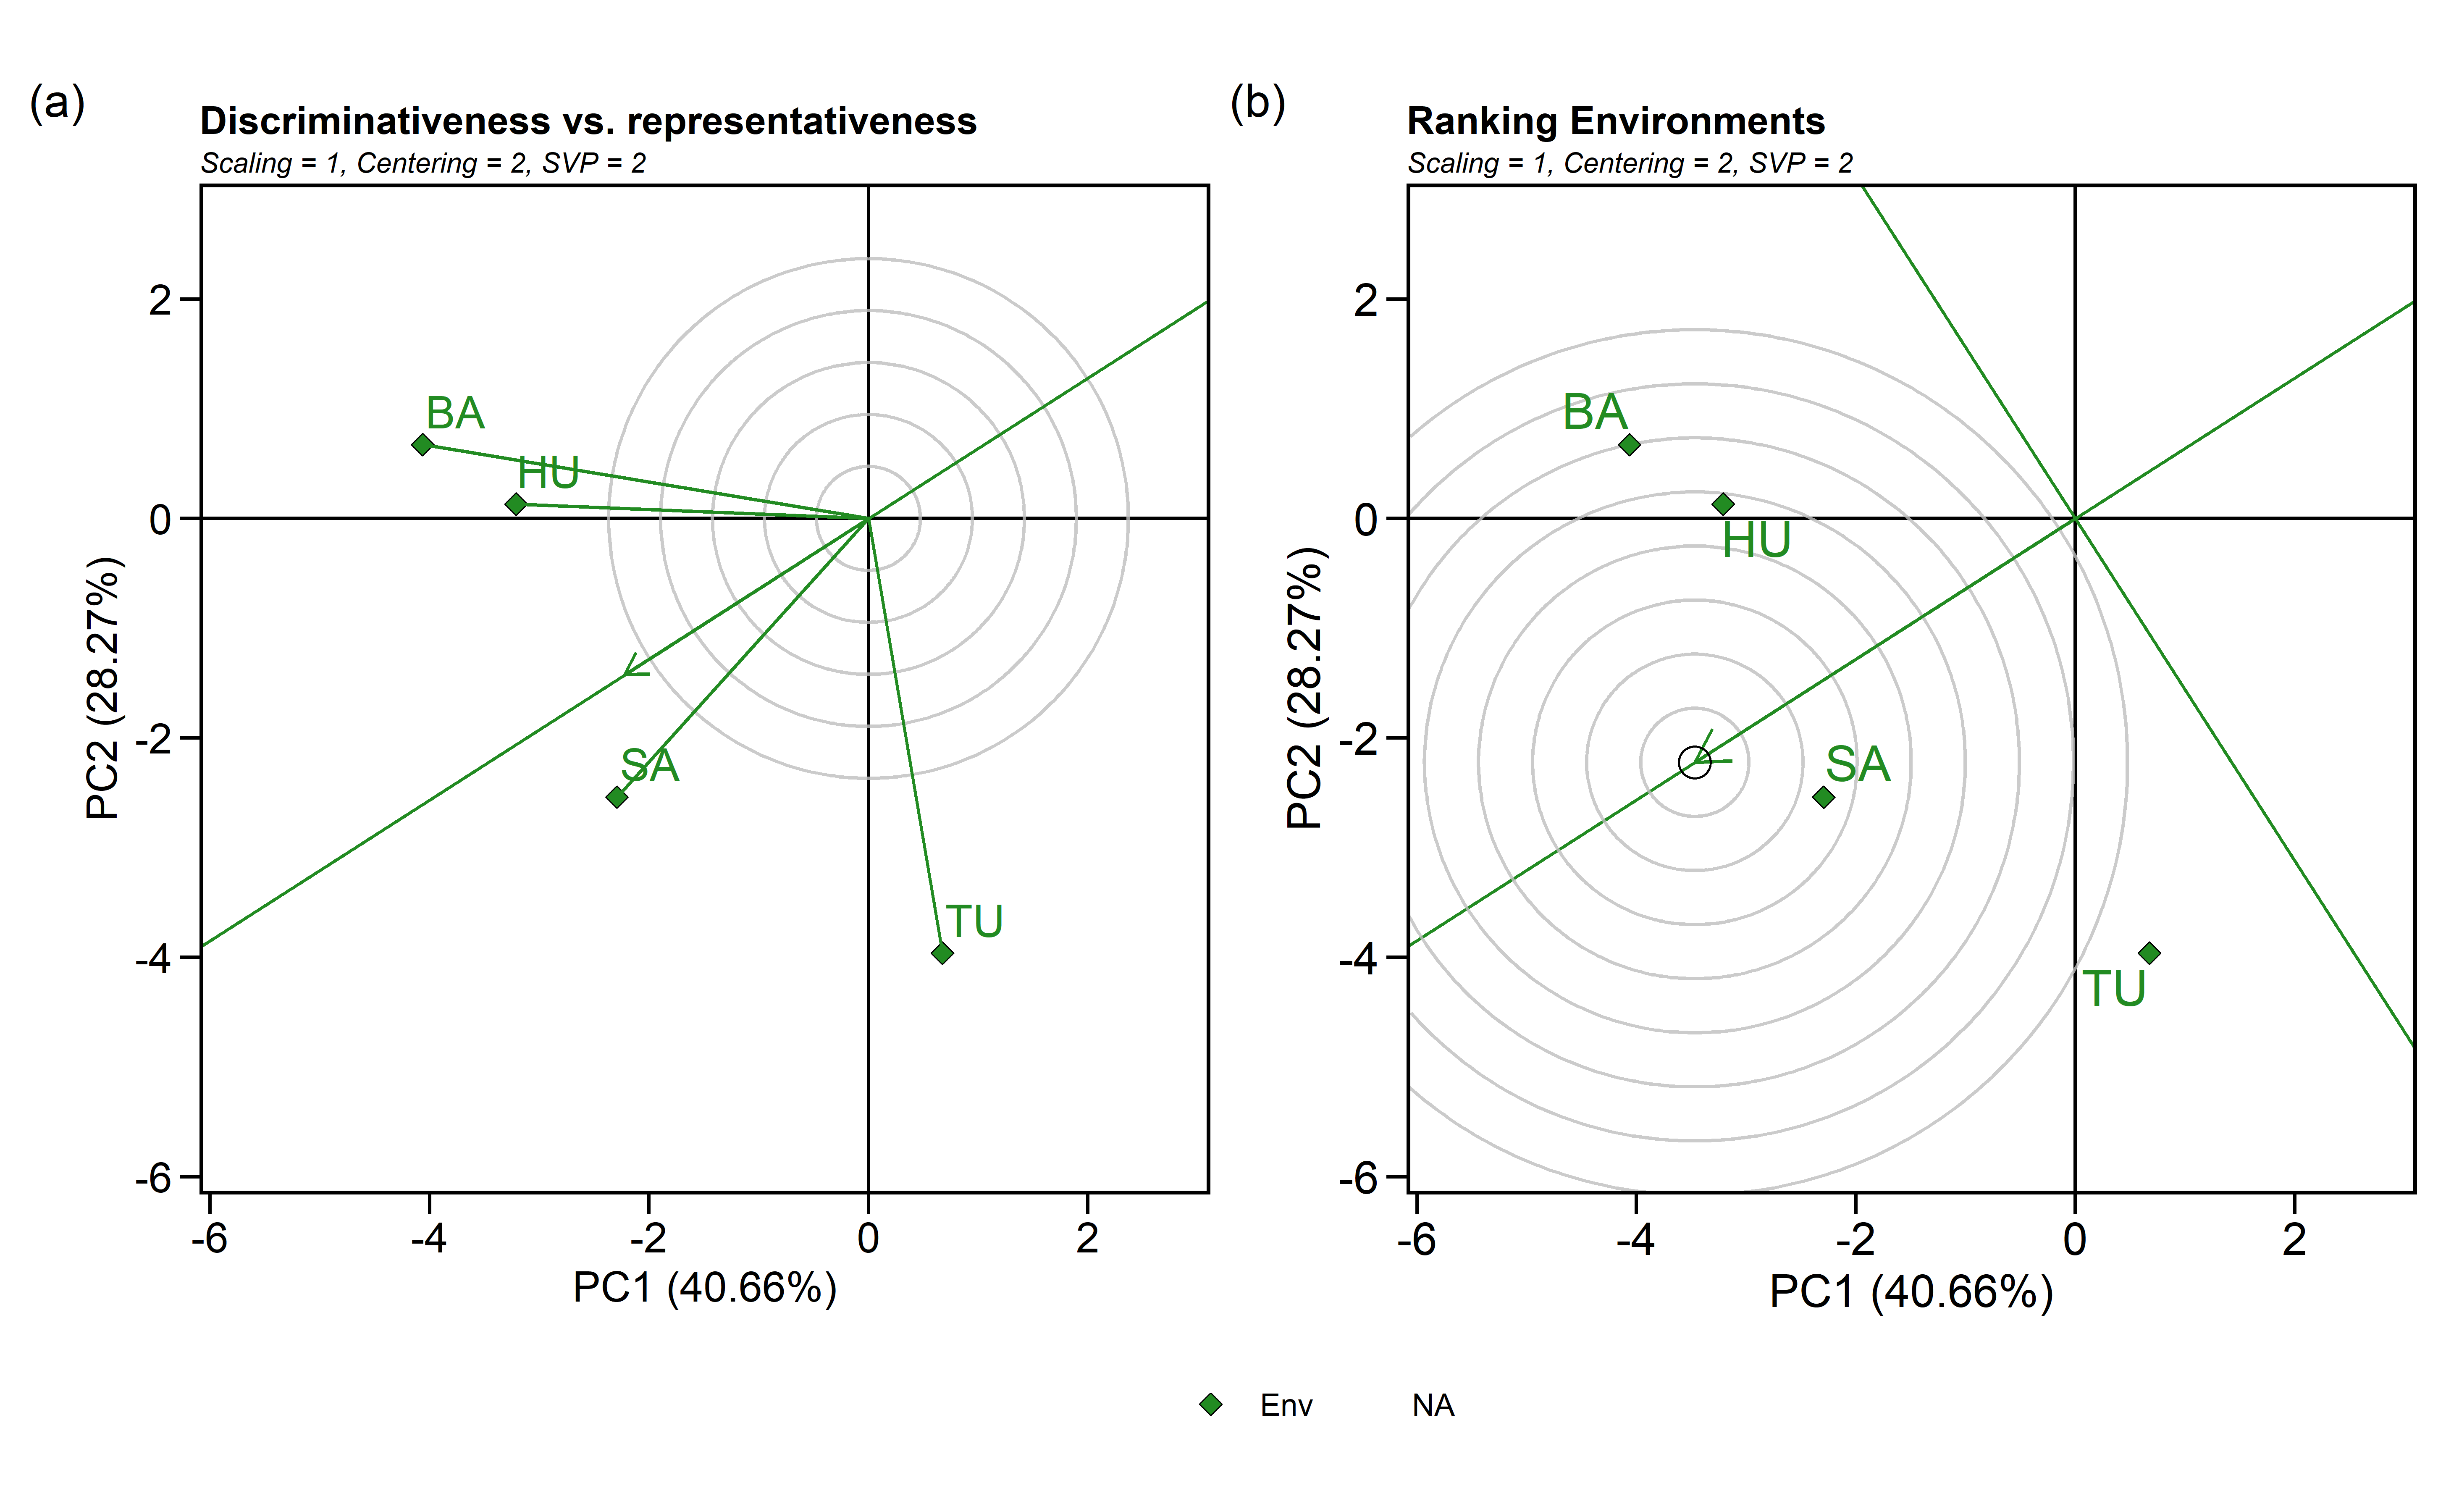 (a)
Discriminativeness vs. representativeness
Scaling = 1, Centering = 2, SVP = 2
2
0
-2
-4
-6
PC2 (28.27%)
BA
HU
SA
TU
-6 -4 -2 0 2
PC1 (40.66%)
(b)
Ranking Environments
Scaling = 1, Centering = 2, SVP = 2
2
0
-2
-4
-6
PC2 (28.27%)
BA
HU
SA
TU
-6 -4 -2 0 2
PC1 (40.66%)
Env NA